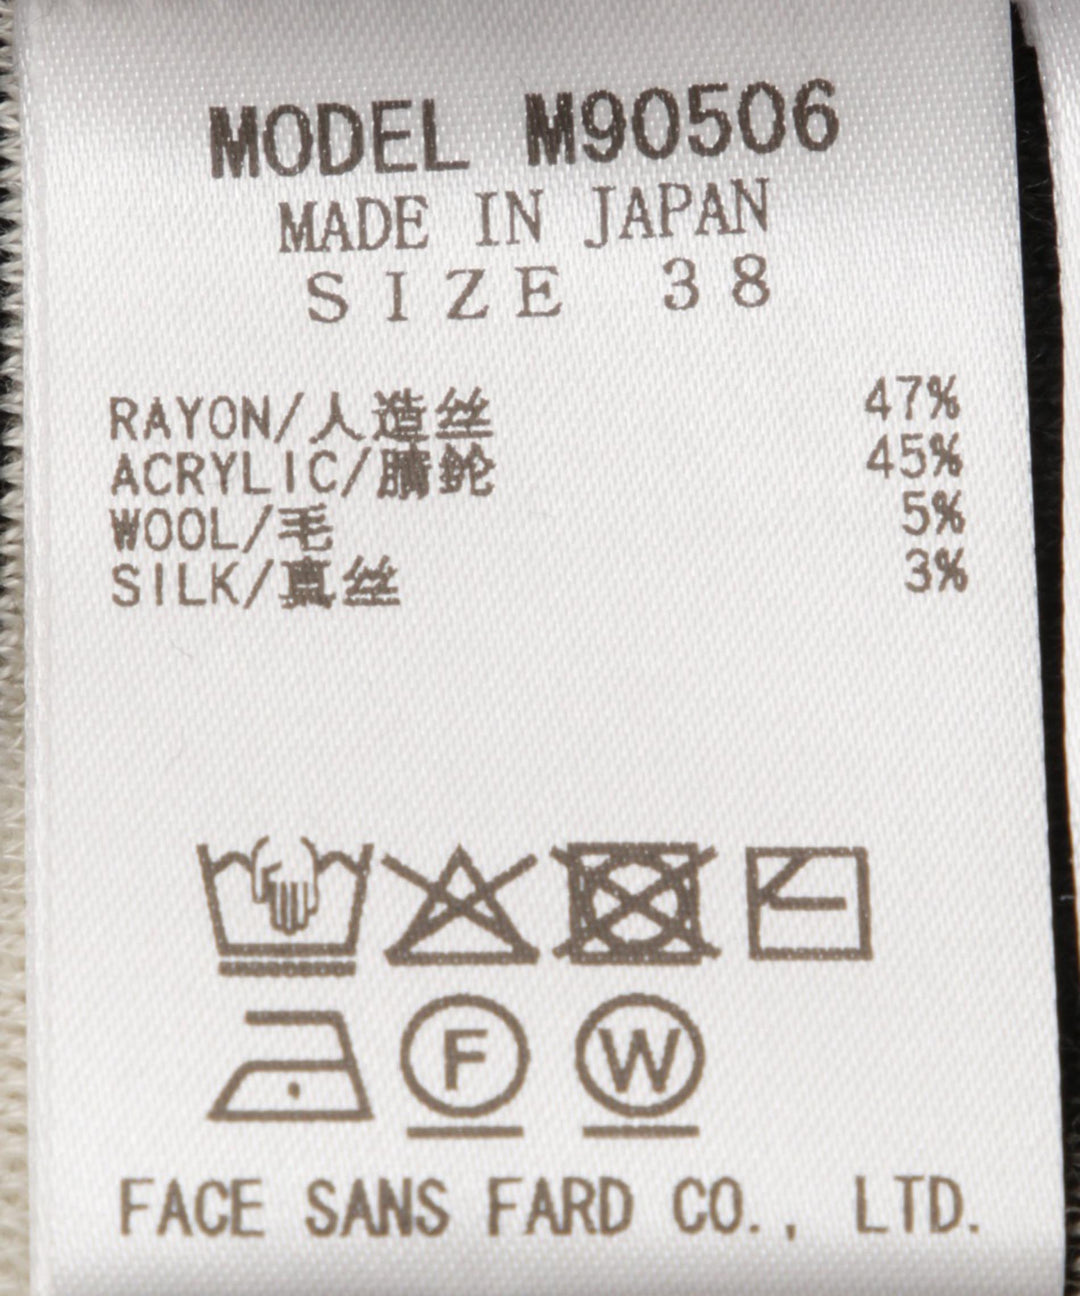 MODEL M90506
MADE IN JAPAN
SIZE 38
RAYON/人造丝 47%
ACRYLIC/腈纶 45%
WOOL/毛 5%
SILK/真丝 3%
F W
FACE SANS FARD CO., LTD.